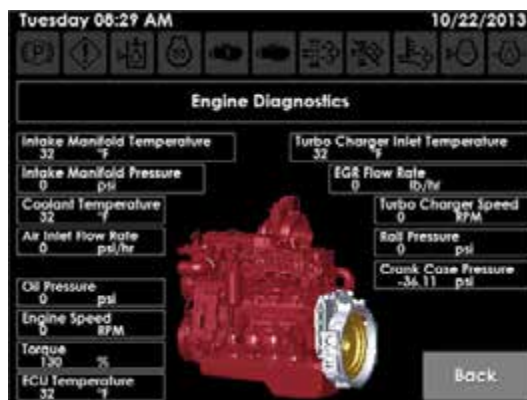 Tuesday 08:29 AM 10/22/2013
Engine Diagnostics
Intake Manifold Temperature
32 °F
Intake Manifold Pressure
0 psi
Coolant Temperature
32 °F
Air Inlet Flow Rate
0 psi/hr
Oil Pressure
0 psi
Engine Speed
0 RPM
Torque
130 %
ECU Temperature
32 °F
Turbo Charger Inlet Temperature
32 °F
EGR Flow Rate
0 lb/hr
Turbo Charger Speed
0 RPM
Rail Pressure
0 psi
Crank Case Pressure
-36.11 psi
Back